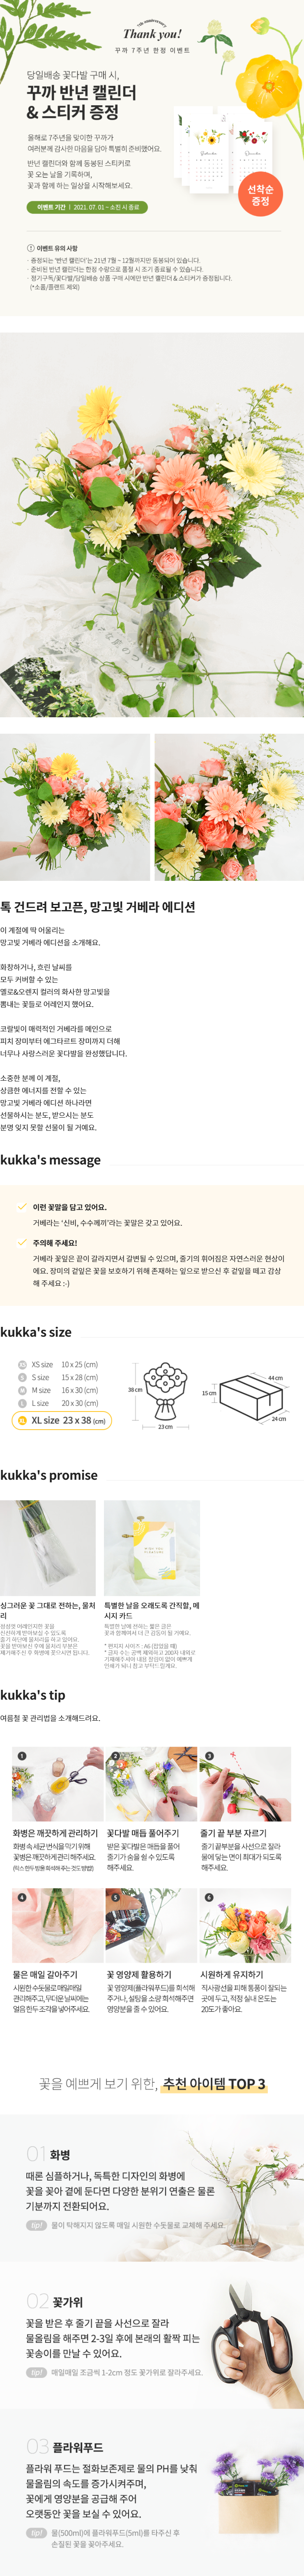 7TH ANNIVERSARY
Thank you!
꾸까 7주년 한정 이벤트
당일배송 꽃다발 구매 시,
꾸까 반년 캘린더
& 스티커 증정
올해로 7주년을 맞이한 꾸까가
여러분께 감사한 마음을 담아 특별히 준비했어요.
반년 캘린더와 함께 동봉된 스티커로
꽃 오는 날을 기록하며,
꽃과 함께 하는 일상을 시작해보세요.
선착순
증정
이벤트 기간 | 2021. 07. 01 ~ 소진 시 종료
이벤트 유의 사항
· 증정되는 '반년 캘린더'는 21년 7월 ~ 12월까지만 동봉되어 있습니다.
· 준비된 반년 캘린더는 한정 수량으로 품절 시 조기 종료될 수 있습니다.
· 정기구독/꽃다발/당일배송 상품 구매 시에만 반년 캘린더 & 스티커가 증정됩니다.
(*소품/플랜트 제외)
톡 건드려 보고픈, 망고빛 거베라 에디션
이 계절에 딱 어울리는
망고빛 거베라 에디션을 소개해요.
화창하거나, 흐린 날씨를
모두 커버할 수 있는
옐로&오렌지 컬러의 화사한 망고빛을
뽐내는 꽃들로 어레인지 했어요.
코랄빛이 매력적인 거베라를 메인으로
피치 장미부터 에그타르트 장미까지 더해
너무나 사랑스러운 꽃다발을 완성했답니다.
소중한 분께 이 계절,
상큼한 에너지를 전할 수 있는
망고빛 거베라 에디션 하나라면
선물하시는 분도, 받으시는 분도
분명 잊지 못할 선물이 될 거예요.
kukka's message
이런 꽃말을 담고 있어요.
거베라는 '신비, 수수께끼'라는 꽃말은 갖고 있어요.
주의해 주세요!
거베라 꽃잎은 끝이 갈라지면서 갈변될 수 있으며, 줄기의 휘어짐은 자연스러운 현상이
에요. 장미의 겉잎은 꽃을 보호하기 위해 존재하는 잎으로 받으신 후 겉잎을 떼고 감상
해 주세요 :-)
kukka's size
XS XS size 10 x 25 (cm)
S S size 15 x 28 (cm)
M M size 16 x 30 (cm)
L L size 20 x 30 (cm)
XL XL size 23 x 38 (cm)
38 cm
23 cm
15 cm
44 cm
24 cm
kukka's promise
싱그러운 꽃 그대로 전하는, 물처
리
특별한 날을 오래도록 간직할, 메
시지 카드
kukka's tip
여름철 꽃 관리법을 소개해드려요.
1
2
3
화병은 깨끗하게 관리하기
화병 속 세균 번식을 막기 위해
꽃병은 깨끗하게 관리 해주세요.
(락스 한두 방울 희석해 주는 것도 방법!)
꽃다발 매듭 풀어주기
받은 꽃다발은 매듭을 풀어
줄기가 숨을 쉴 수 있도록
해주세요.
줄기 끝 부분 자르기
줄기 끝부분을 사선으로 잘라
물에 닿는 면이 최대가 되도록
해주세요.
4
5
6
물은 매일 갈아주기
시원한 수돗물로 매일매일
관리해주고, 무더운 날씨에는
얼음 한두 조각을 넣어주세요.
꽃 영양제 활용하기
꽃 영양제(플라워푸드)를 희석해
주거나, 설탕을 소량 희석해주면
영양분을 줄 수 있어요.
시원하게 유지하기
직사광선을 피해 통풍이 잘되는
곳에 두고, 적정 실내 온도는
20도가 좋아요.
꽃을 예쁘게 보기 위한, 추천 아이템 TOP 3
01 화병
때론 심플하거나, 독특한 디자인의 화병에
꽃을 꽂아 곁에 둔다면 다양한 분위기 연출은 물론
기분까지 전환되어요.
tip! 물이 탁해지지 않도록 매일 시원한 수돗물로 교체해 주세요.
02 꽃가위
꽃을 받은 후 줄기 끝을 사선으로 잘라
물올림을 해주면 2-3일 후에 본래의 활짝 피는
꽃송이를 만날 수 있어요.
tip! 매일매일 조금씩 1-2cm 정도 꽃가위로 잘라주세요.
03 플라워푸드
플라워 푸드는 절화보존제로 물의 PH를 낮춰
물올림의 속도를 증가시켜주며,
꽃에게 영양분을 공급해 주어
오랫동안 꽃을 보실 수 있어요.
tip! 물(500ml)에 플라워푸드(5ml)를 타주신 후
손질된 꽃을 꽂아주세요.